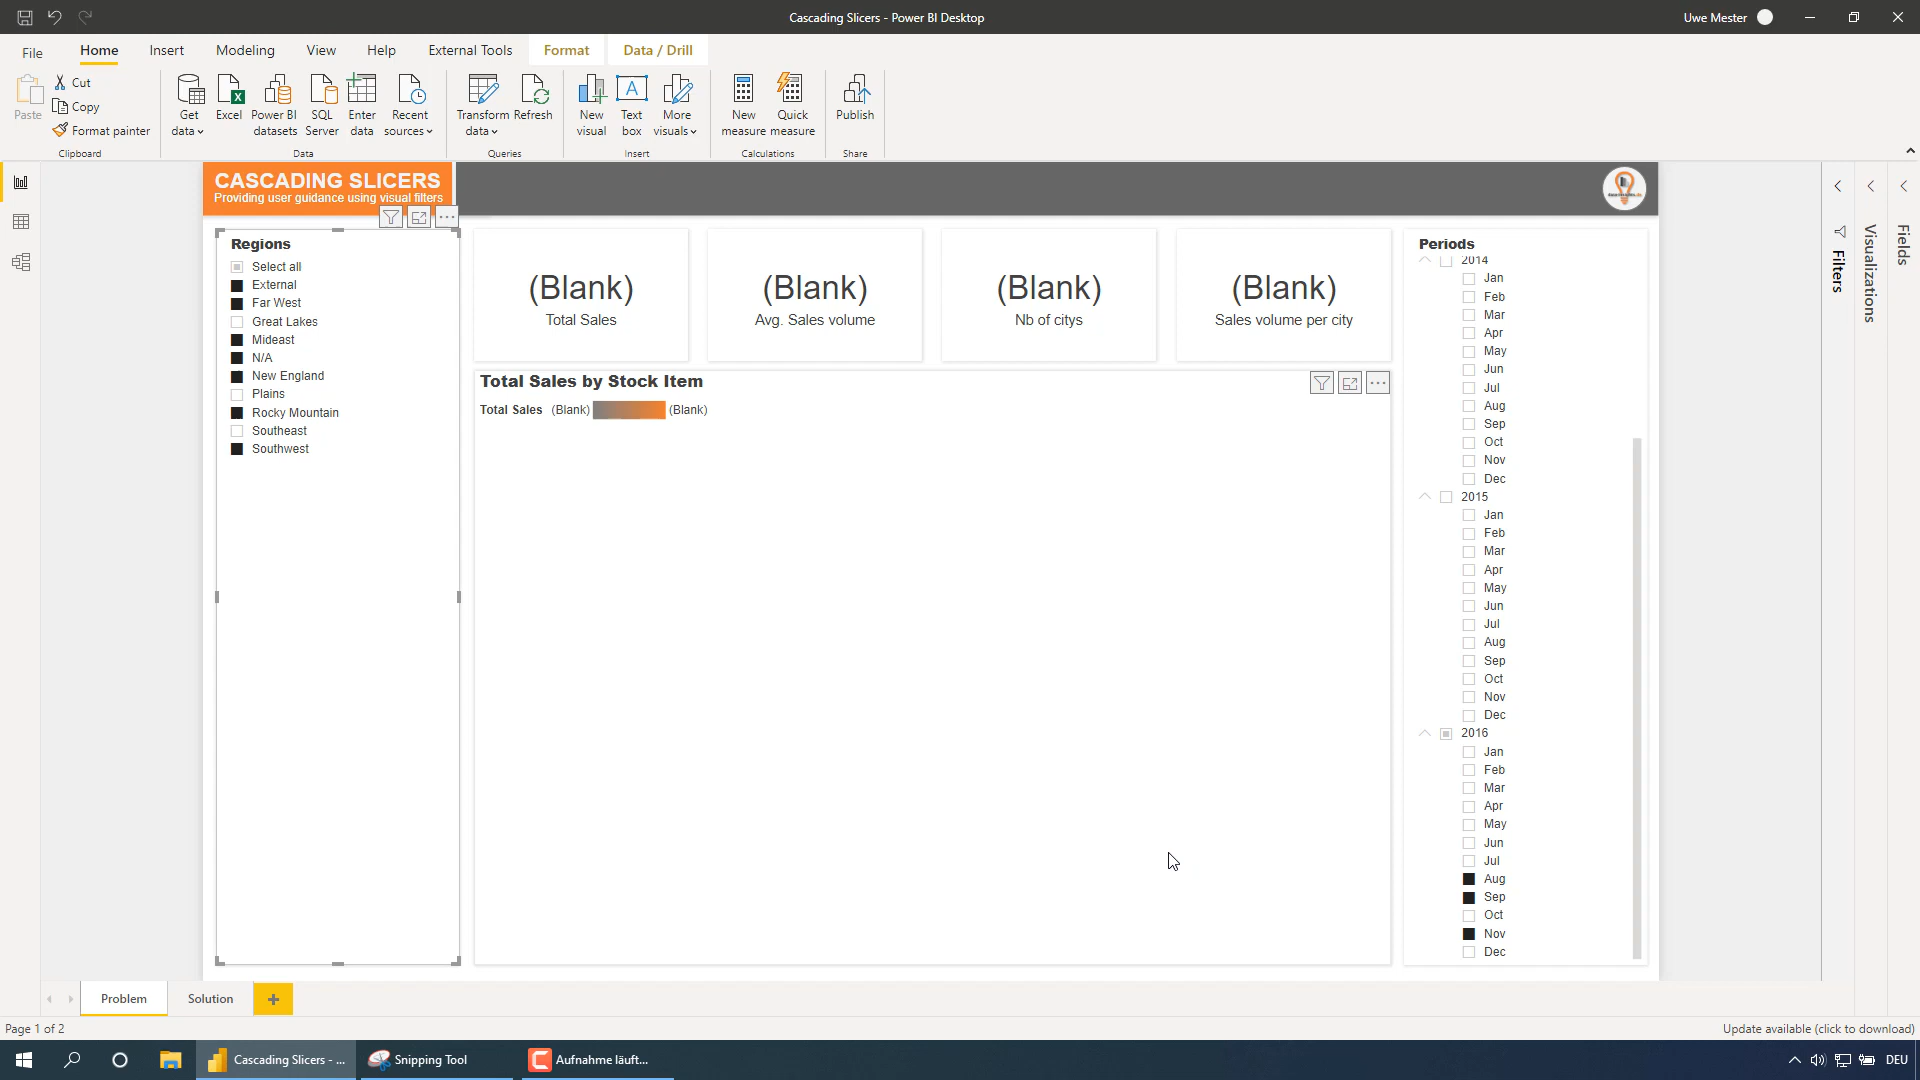 Cascading Slicers - Power BI Desktop
Uwe Mester
File
Home
Insert
Modeling
View
Help
External Tools
Format
Data / Drill
Paste
Cut
Copy
Format painter
Clipboard
Get data
Excel
Power BI datasets
SQL Server
Enter data
Recent sources
Data
Transform data
Refresh
Queries
New visual
Text box
More visuals
Insert
New measure
Quick measure
Calculations
Publish
Share
CASCADING SLICERS
Providing user guidance using visual filters
Regions
Select all
External
Far West
Great Lakes
Mideast
N/A
New England
Plains
Rocky Mountain
Southeast
Southwest
(Blank)
Total Sales
(Blank)
Avg. Sales volume
(Blank)
Nb of citys
(Blank)
Sales volume per city
Total Sales by Stock Item
Total Sales (Blank) (Blank)
Periods
2014
Jan
Feb
Mar
Apr
May
Jun
Jul
Aug
Sep
Oct
Nov
Dec
2015
Jan
Feb
Mar
Apr
May
Jun
Jul
Aug
Sep
Oct
Nov
Dec
2016
Jan
Feb
Mar
Apr
May
Jun
Jul
Aug
Sep
Oct
Nov
Dec
Filters
Visualizations
Fields
Problem
Solution
Page 1 of 2
Update available (click to download)
Cascading Slicers - ...
Snipping Tool
Aufnahme läuft...
DEU